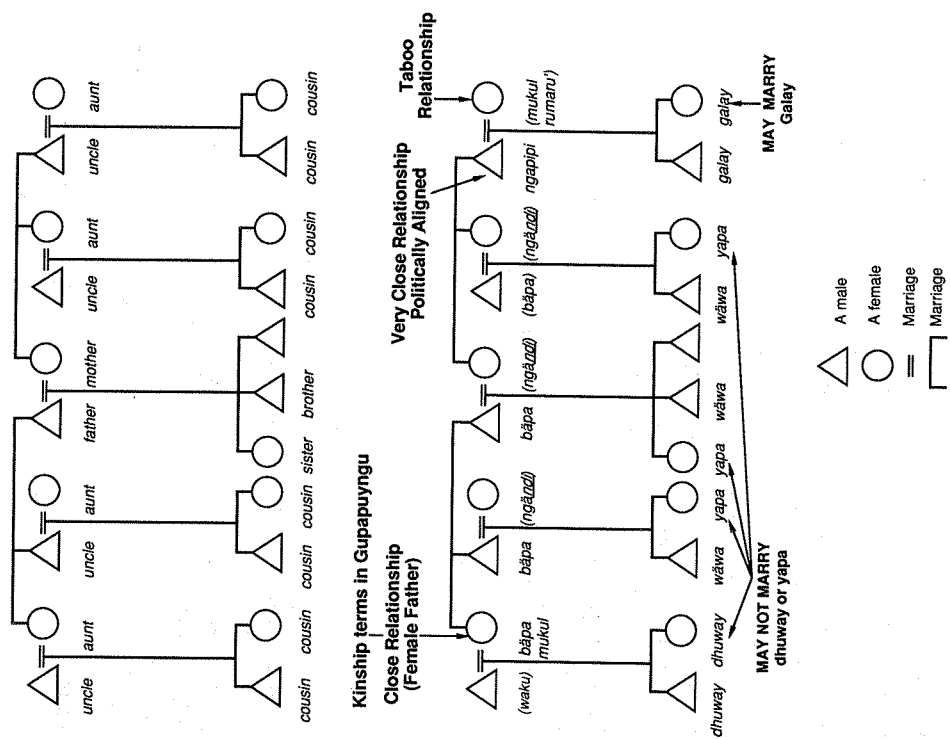 uncle aunt uncle aunt father mother uncle aunt uncle aunt
cousin cousin cousin cousin sister brother cousin cousin cousin cousin
Kinship terms in Gupapuyngu
Close Relationship
(Female Father)
Very Close Relationship
Politically Aligned
Taboo
Relationship
(waku) bäpa bäpa (ngändi) bäpa (ngändi) (bäpa) (ngändi) ngapipi (mukul
mukul rumaru')
dhuway dhuway wäwa yapa yapa wäwa wäwa yapa galay galay
MAY NOT MARRY
dhuway or yapa
MAY MARRY
Galay
A male
A female
Marriage
Marriage